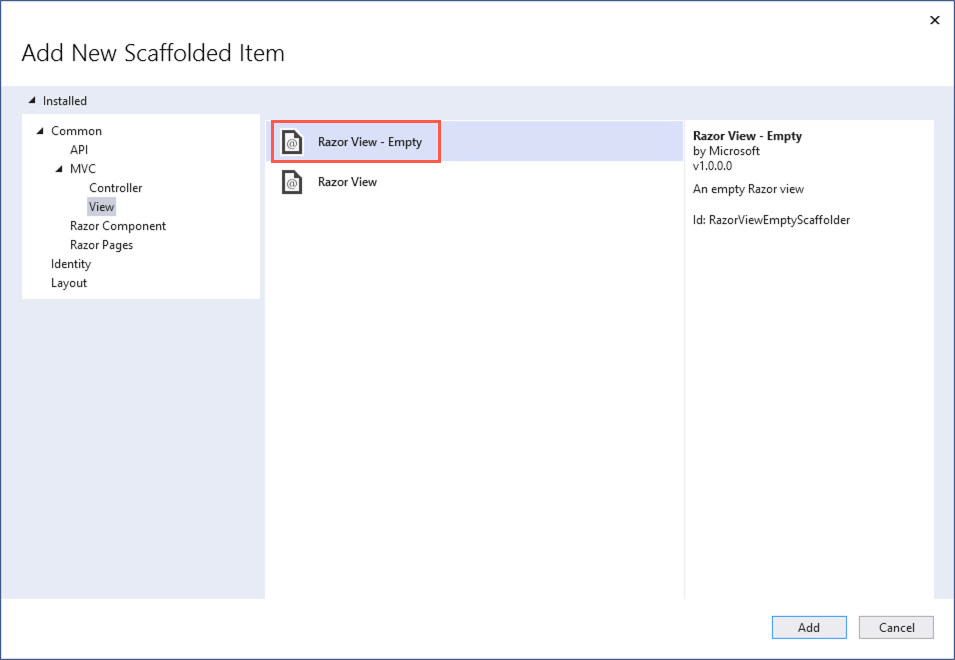 Add New Scaffolded Item
Installed
Common
API
MVC
Controller
View
Razor Component
Razor Pages
Identity
Layout
Razor View - Empty
Razor View
Razor View - Empty
by Microsoft
v1.0.0.0
An empty Razor view
Id: RazorViewEmptyScaffolder
Add
Cancel